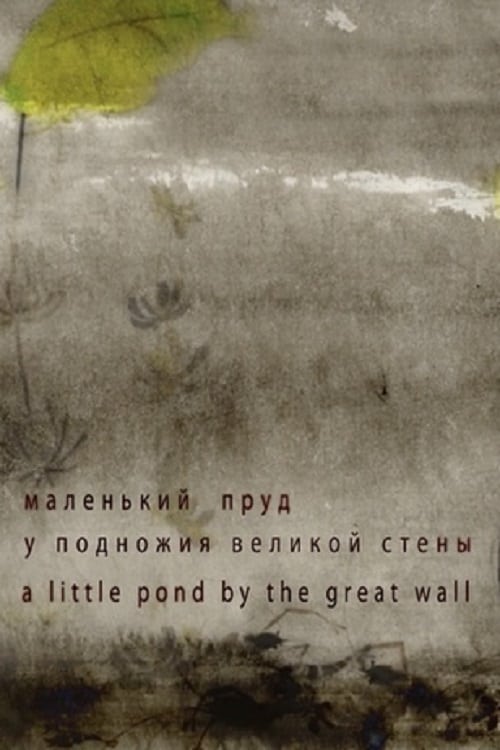 маленький пруд
у подножия великой стены
a little pond by the great wall